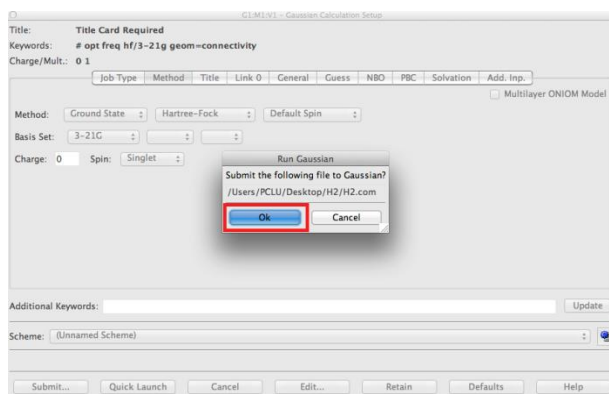 G1:M1:V1 - Gaussian Calculation Setup
Title: Title Card Required
Keywords: # opt freq hf/3-21g geom=connectivity
Charge/Mult.: 0 1
Job Type Method Title Link 0 General Guess NBO PBC Solvation Add. Inp.
Multilayer ONIOM Model
Method: Ground State Hartree-Fock Default Spin
Basis Set: 3-21G
Charge: 0 Spin: Singlet
Run Gaussian
Submit the following file to Gaussian?
/Users/PCLU/Desktop/H2/H2.com
Ok Cancel
Additional Keywords: Update
Scheme: (Unnamed Scheme)
Submit... Quick Launch Cancel Edit... Retain Defaults Help